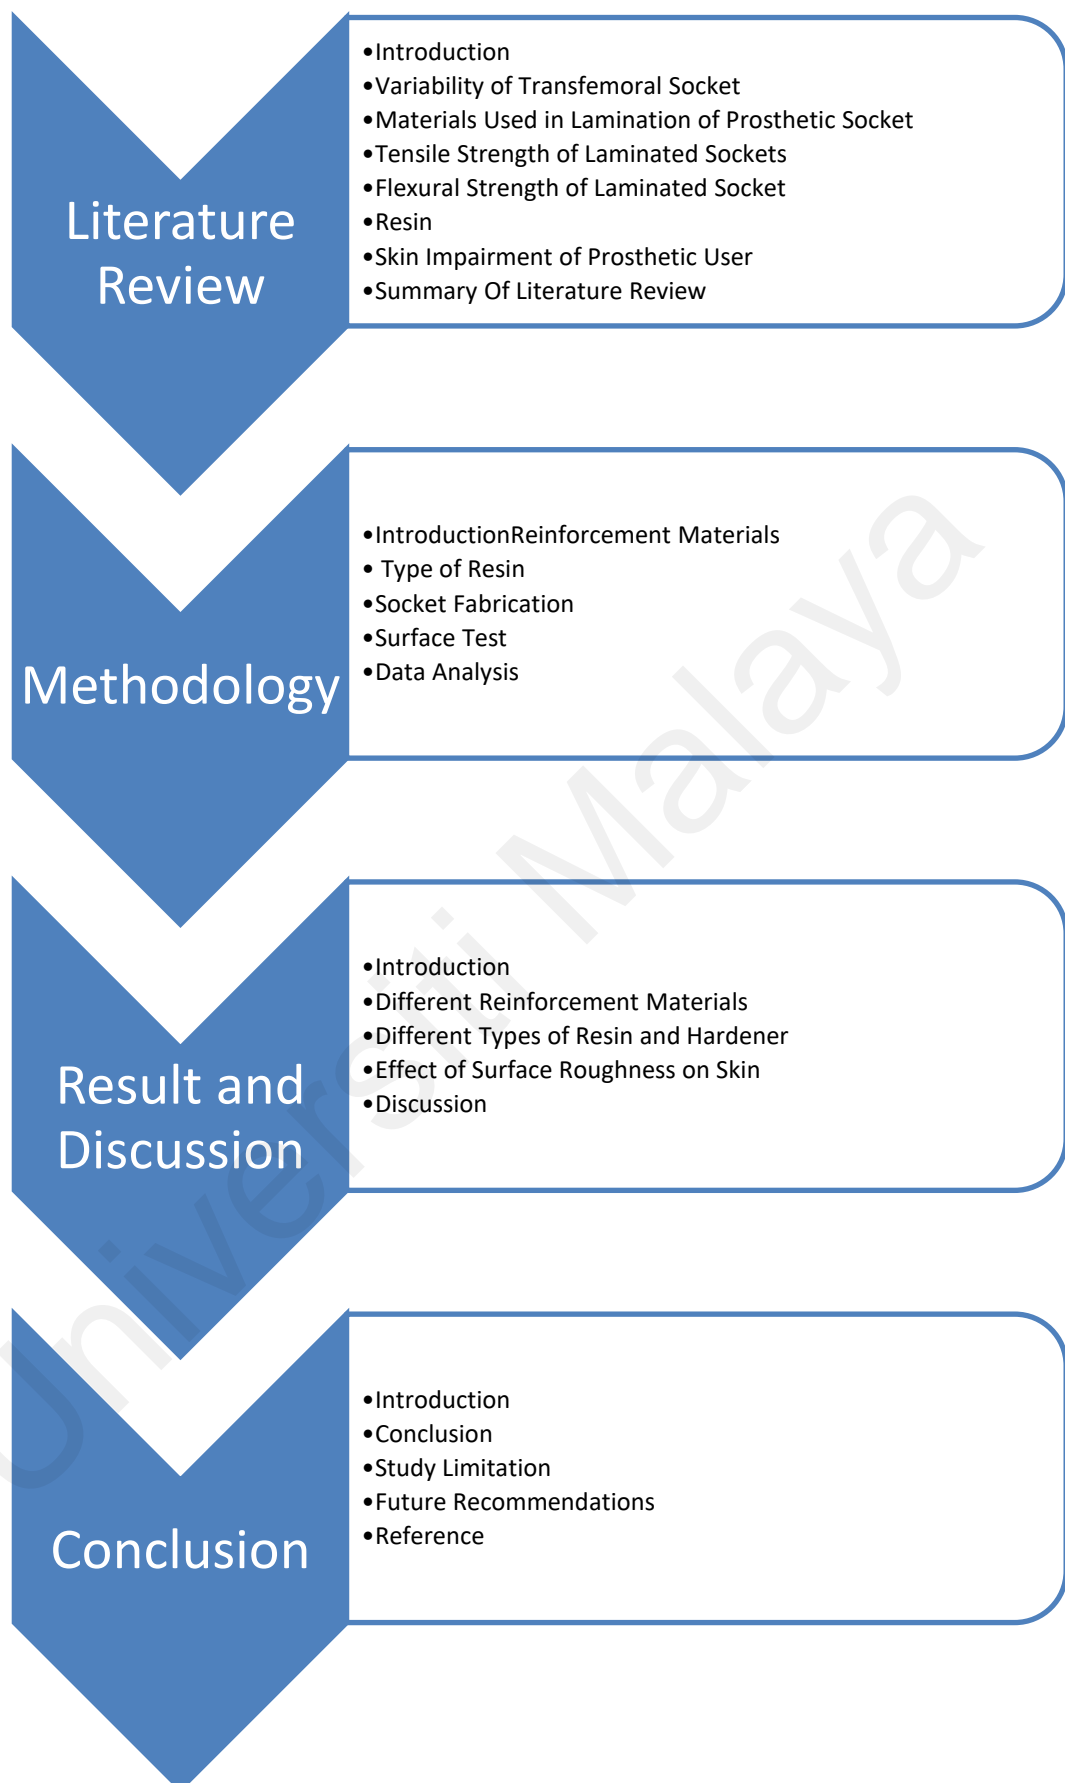 Literature
Review
•Introduction
•Variability of Transfemoral Socket
•Materials Used in Lamination of Prosthetic Socket
•Tensile Strength of Laminated Sockets
•Flexural Strength of Laminated Socket
•Resin
•Skin Impairment of Prosthetic User
•Summary Of Literature Review
Methodology
•IntroductionReinforcement Materials
• Type of Resin
•Socket Fabrication
•Surface Test
•Data Analysis
Result and
Discussion
•Introduction
•Different Reinforcement Materials
•Different Types of Resin and Hardener
•Effect of Surface Roughness on Skin
•Discussion
Conclusion
•Introduction
•Conclusion
•Study Limitation
•Future Recommendations
•Reference
Universiti Malaya